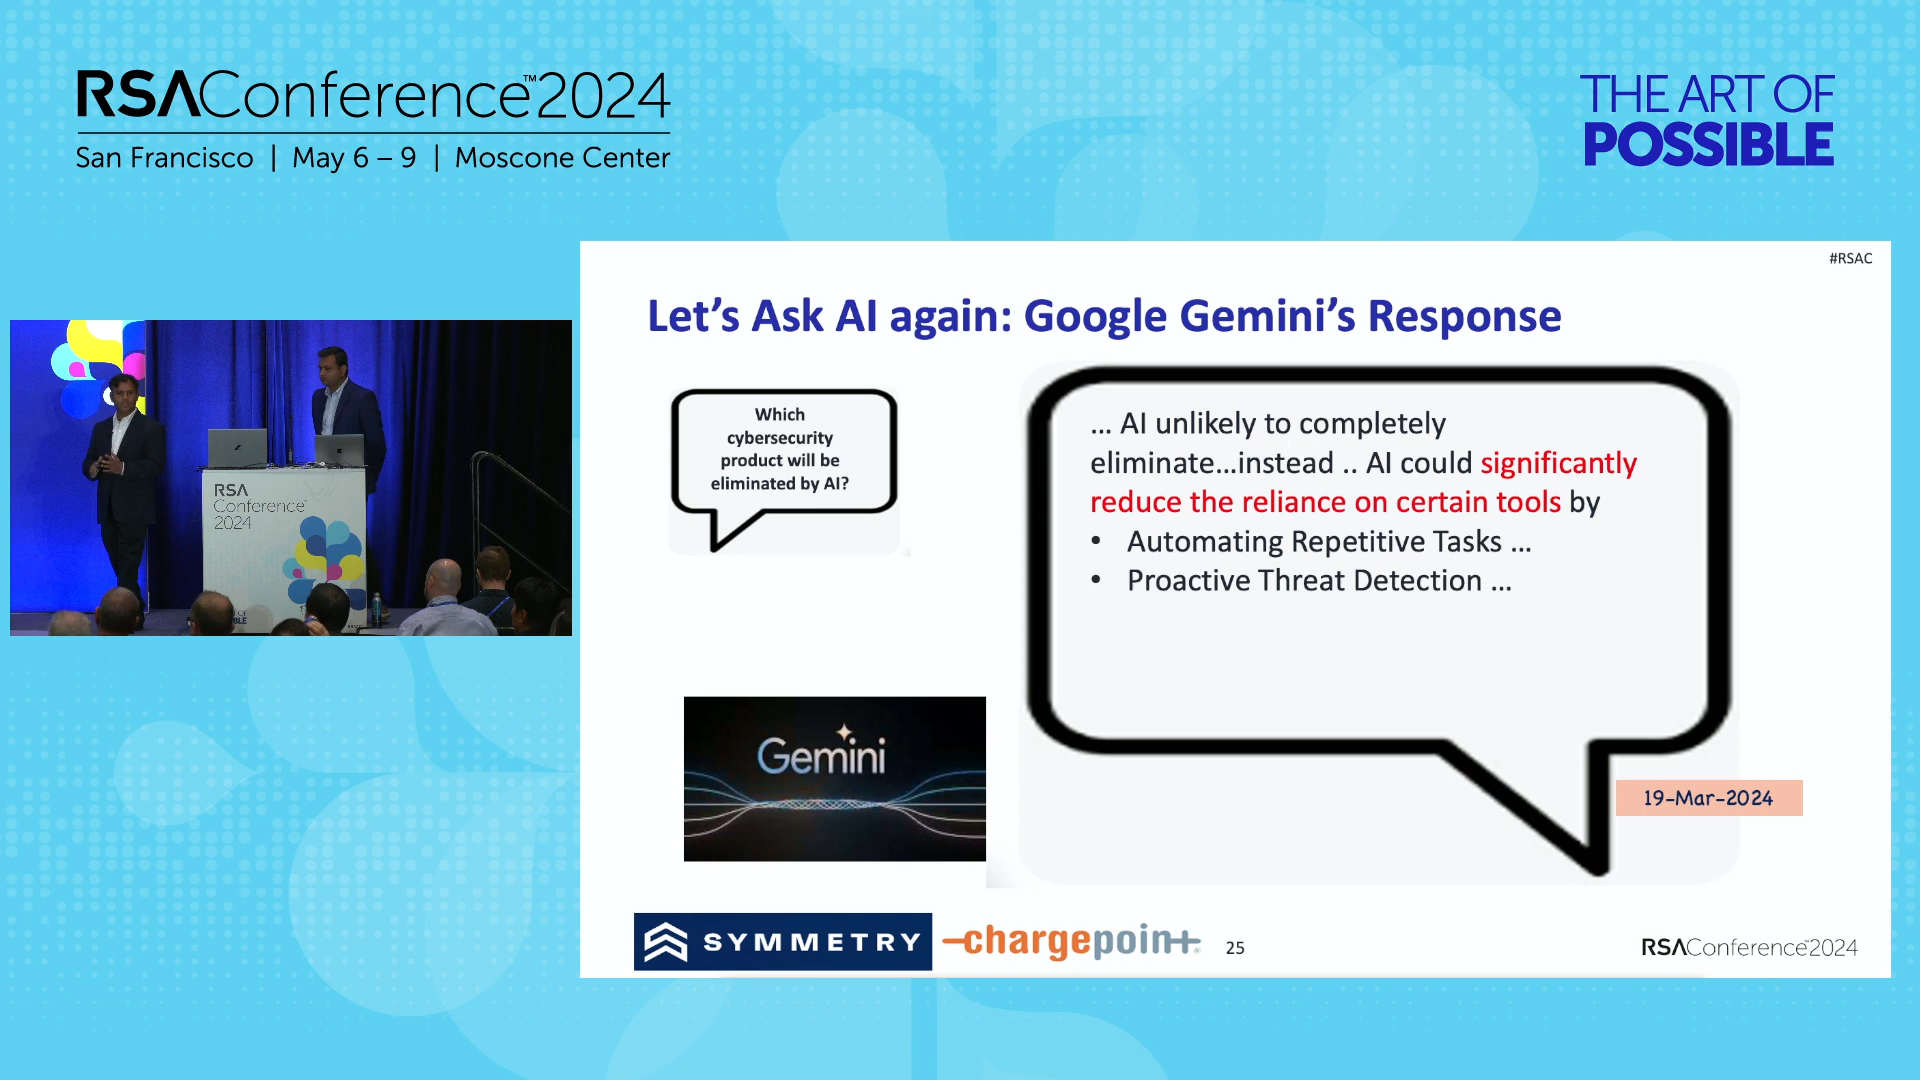 RSAConference™2024
San Francisco | May 6 – 9 | Moscone Center
THE ART OF
POSSIBLE
#RSAC
Let's Ask AI again: Google Gemini's Response
Which
cybersecurity
product will be
eliminated by AI?
... AI unlikely to completely
eliminate...instead .. AI could significantly
reduce the reliance on certain tools by
• Automating Repetitive Tasks ...
• Proactive Threat Detection ...
Gemini
19-Mar-2024
SYMMETRY
-chargepoin+
25
RSAConference2024
RSA
Conference
2024